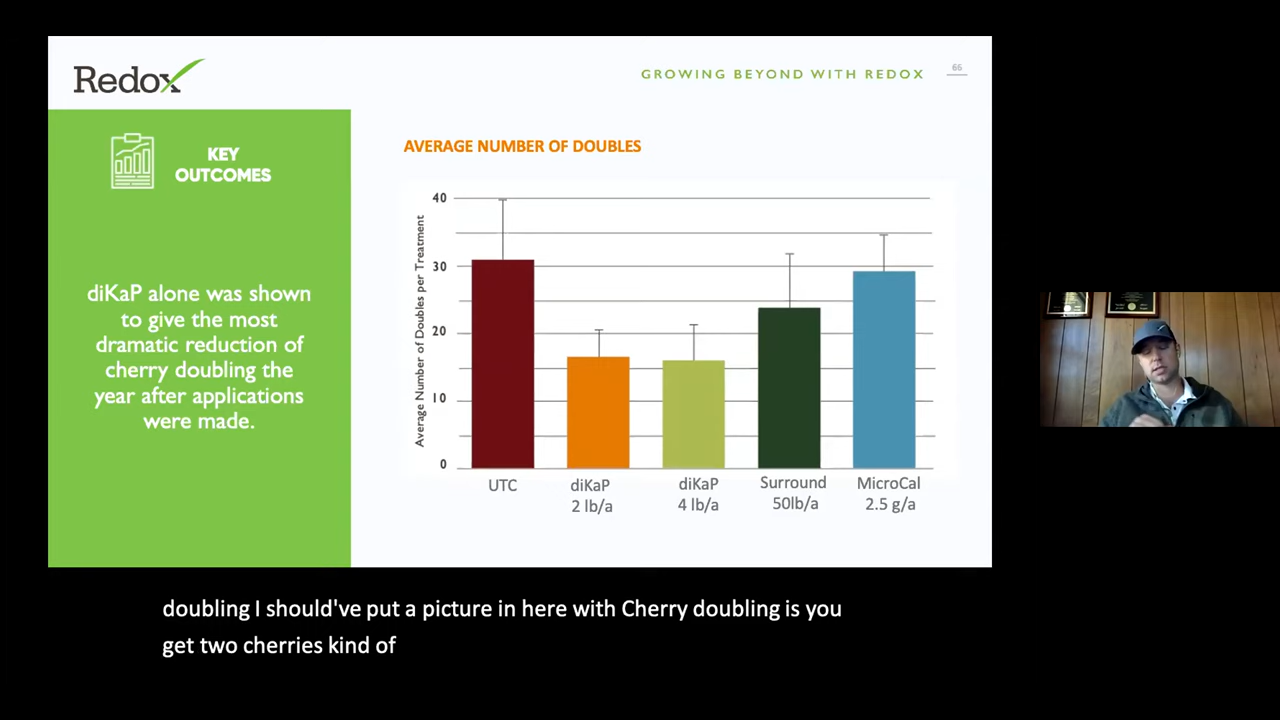 Redox
GROWING BEYOND WITH REDOX
66
KEY
OUTCOMES
diKaP alone was shown
to give the most
dramatic reduction of
cherry doubling the
year after applications
were made.
AVERAGE NUMBER OF DOUBLES
Average Number of Doubles per Treatment
40
30
20
10
0
UTC
diKaP
2 lb/a
diKaP
4 lb/a
Surround
50lb/a
MicroCal
2.5 g/a
doubling I should've put a picture in here with Cherry doubling is you
get two cherries kind of